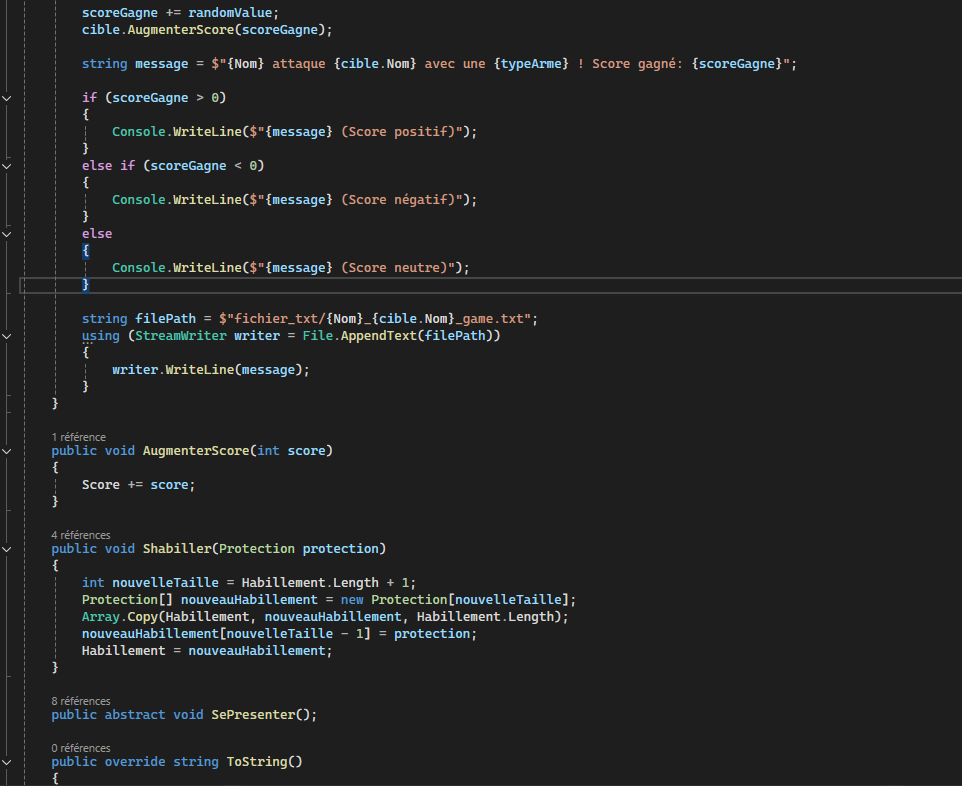 scoreGagne += randomValue;
cible.AugmenterScore(scoreGagne);
string message = $"{Nom} attaque {cible.Nom} avec une {typeArme} ! Score gagné: {scoreGagne}";
if (scoreGagne > 0)
{
Console.WriteLine($"{message} (Score positif)");
}
else if (scoreGagne < 0)
{
Console.WriteLine($"{message} (Score négatif)");
}
else
{
Console.WriteLine($"{message} (Score neutre)");
}
string filePath = $"fichier_txt/{Nom}_{cible.Nom}_game.txt";
using (StreamWriter writer = File.AppendText(filePath))
{
writer.WriteLine(message);
}
}
1 référence
public void AugmenterScore(int score)
{
Score += score;
}
4 références
public void Shabiller(Protection protection)
{
int nouvelleTaille = Habillement.Length + 1;
Protection[] nouveauHabillement = new Protection[nouvelleTaille];
Array.Copy(Habillement, nouveauHabillement, Habillement.Length);
nouveauHabillement[nouvelleTaille - 1] = protection;
Habillement = nouveauHabillement;
}
8 références
public abstract void SePresenter();
0 références
public override string ToString()
{